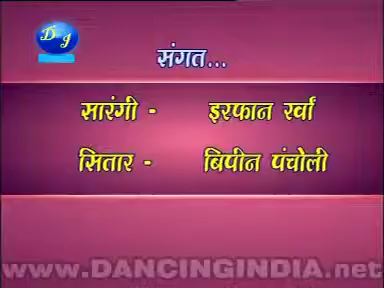 D J
संगत...
सारंगी - इरफान खाँ
सितार - बिपीन पंचोली
www.DANCINGINDIA.net